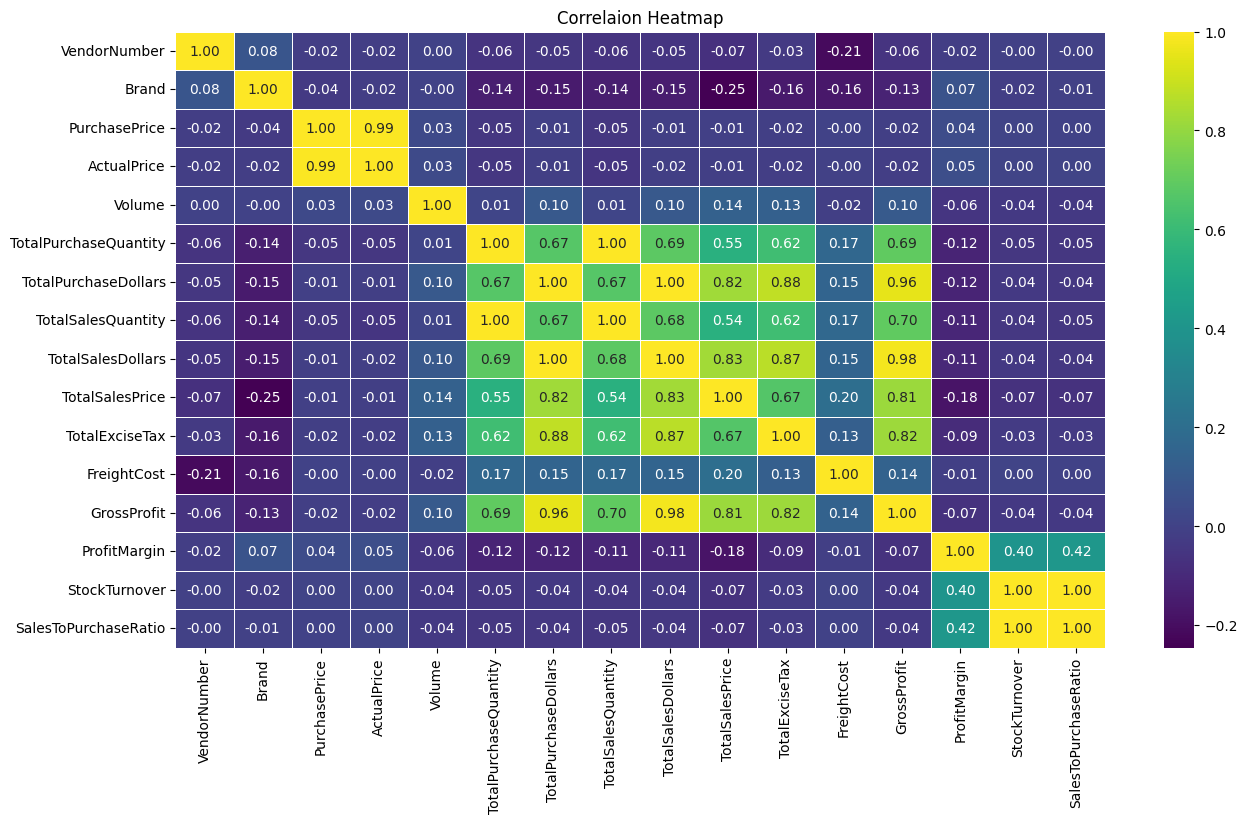 Correlaion Heatmap
VendorNumber 1.00 0.08 -0.02 -0.02 0.00 -0.06 -0.05 -0.06 -0.05 -0.07 -0.03 -0.21 -0.06 -0.02 -0.00 -0.00
Brand 0.08 1.00 -0.04 -0.02 -0.00 -0.14 -0.15 -0.14 -0.15 -0.25 -0.16 -0.16 -0.13 0.07 -0.02 -0.01
PurchasePrice -0.02 -0.04 1.00 0.99 0.03 -0.05 -0.01 -0.05 -0.01 -0.01 -0.02 -0.00 -0.02 0.04 0.00 0.00
ActualPrice -0.02 -0.02 0.99 1.00 0.03 -0.05 -0.01 -0.05 -0.02 -0.01 -0.02 -0.00 -0.02 0.05 0.00 0.00
Volume 0.00 -0.00 0.03 0.03 1.00 0.01 0.10 0.01 0.10 0.14 0.13 -0.02 0.10 -0.06 -0.04 -0.04
TotalPurchaseQuantity -0.06 -0.14 -0.05 -0.05 0.01 1.00 0.67 1.00 0.69 0.55 0.62 0.17 0.69 -0.12 -0.05 -0.05
TotalPurchaseDollars -0.05 -0.15 -0.01 -0.01 0.10 0.67 1.00 0.67 1.00 0.82 0.88 0.15 0.96 -0.12 -0.04 -0.04
TotalSalesQuantity -0.06 -0.14 -0.05 -0.05 0.01 1.00 0.67 1.00 0.68 0.54 0.62 0.17 0.70 -0.11 -0.04 -0.05
TotalSalesDollars -0.05 -0.15 -0.01 -0.02 0.10 0.69 1.00 0.68 1.00 0.83 0.87 0.15 0.98 -0.11 -0.04 -0.04
TotalSalesPrice -0.07 -0.25 -0.01 -0.01 0.14 0.55 0.82 0.54 0.83 1.00 0.67 0.20 0.81 -0.18 -0.07 -0.07
TotalExciseTax -0.03 -0.16 -0.02 -0.02 0.13 0.62 0.88 0.62 0.87 0.67 1.00 0.13 0.82 -0.09 -0.03 -0.03
FreightCost -0.21 -0.16 -0.00 -0.00 -0.02 0.17 0.15 0.17 0.15 0.20 0.13 1.00 0.14 -0.01 0.00 0.00
GrossProfit -0.06 -0.13 -0.02 -0.02 0.10 0.69 0.96 0.70 0.98 0.81 0.82 0.14 1.00 -0.07 -0.04 -0.04
ProfitMargin -0.02 0.07 0.04 0.05 -0.06 -0.12 -0.12 -0.11 -0.11 -0.18 -0.09 -0.01 -0.07 1.00 0.40 0.42
StockTurnover -0.00 -0.02 0.00 0.00 -0.04 -0.05 -0.04 -0.04 -0.04 -0.07 -0.03 0.00 -0.04 0.40 1.00 1.00
SalesToPurchaseRatio -0.00 -0.01 0.00 0.00 -0.04 -0.05 -0.04 -0.05 -0.04 -0.07 -0.03 0.00 -0.04 0.42 1.00 1.00
VendorNumber
Brand
PurchasePrice
ActualPrice
Volume
TotalPurchaseQuantity
TotalPurchaseDollars
TotalSalesQuantity
TotalSalesDollars
TotalSalesPrice
TotalExciseTax
FreightCost
GrossProfit
ProfitMargin
StockTurnover
SalesToPurchaseRatio
1.0
0.8
0.6
0.4
0.2
0.0
−0.2